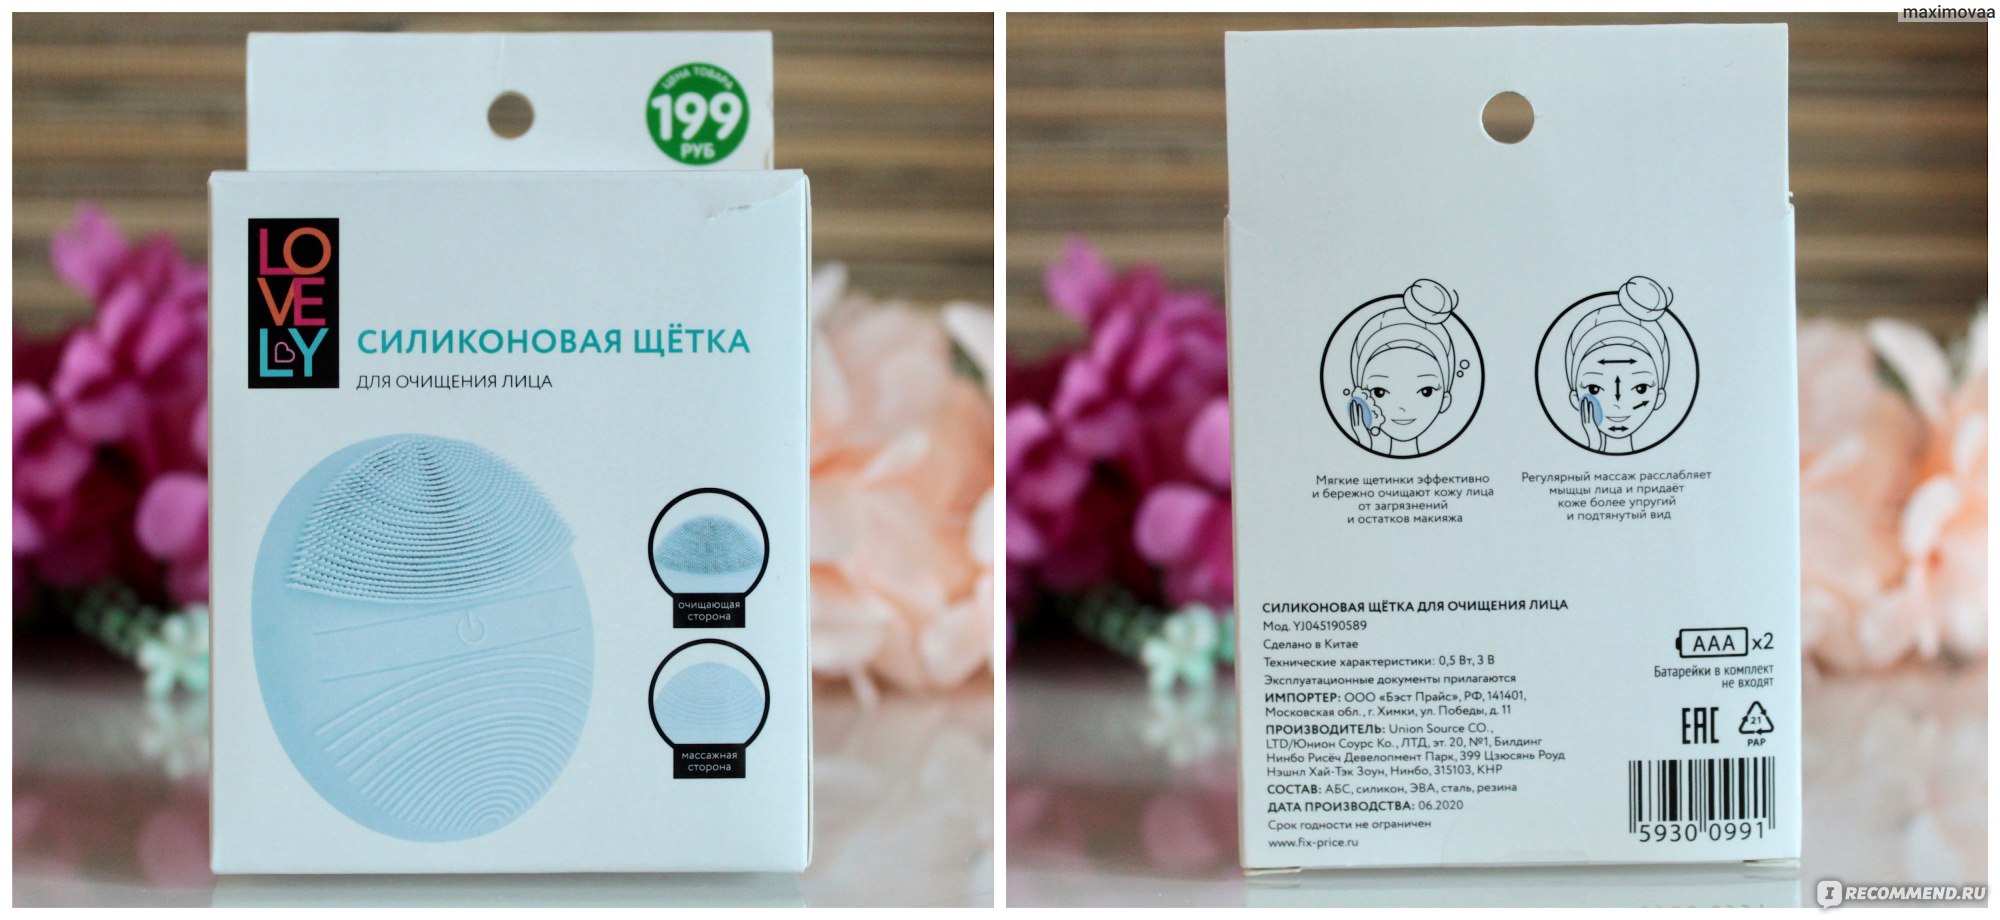 ЦЕНА ТОВАРА
199
РУБ
LO
VE
LY
СИЛИКОНОВАЯ ЩЁТКА
ДЛЯ ОЧИЩЕНИЯ ЛИЦА
очищающая
сторона
массажная
сторона
maximovaa
Мягкие щетинки эффективно
и бережно очищают кожу лица
от загрязнений
и остатков макияжа
Регулярный массаж расслабляет
мышцы лица и придаёт
коже более упругий
и подтянутый вид
СИЛИКОНОВАЯ ЩЁТКА ДЛЯ ОЧИЩЕНИЯ ЛИЦА
Мод. YJ045190589
Сделано в Китае
Технические характеристики: 0,5 Вт, 3 В
Эксплуатационные документы прилагаются
ИМПОРТЕР: ООО «Бэст Прайс», РФ, 141401,
Московская обл., г. Химки, ул. Победы, д. 11
ПРОИЗВОДИТЕЛЬ: Union Source CO.,
LTD/Юнион Соурс Ко., ЛТД, эт. 20, №1, Билдинг
Нинбо Рисёч Девелопмент Парк, 399 Цзюсянь Роуд
Нэшнл Хай-Тэк Зоун, Нинбо, 315103, КНР
СОСТАВ: АБС, силикон, ЭВА, сталь, резина
ДАТА ПРОИЗВОДСТВА: 06.2020
Срок годности не ограничен
www.fix-price.ru
AAA x2
Батарейки в комплект
не входят
EAC
21
PAP
5930 0991
I RECOMMEND.RU